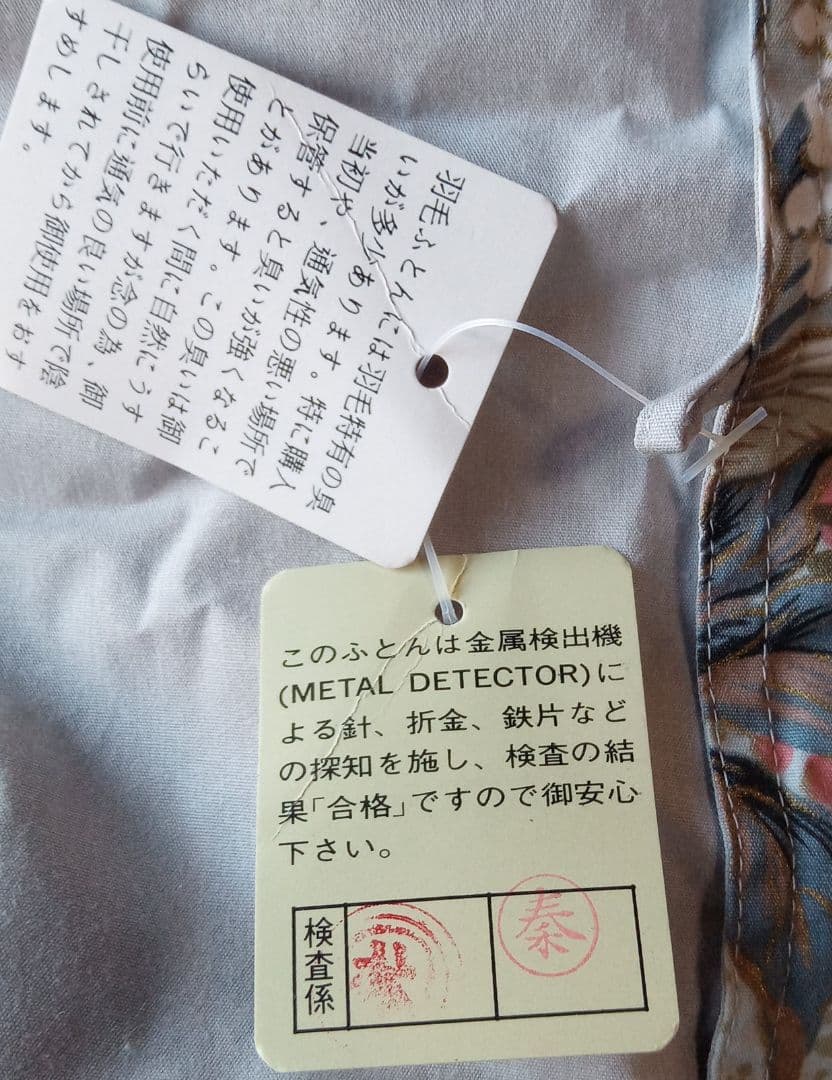 羽毛ふとんには羽毛特有の臭
いが多少あります。特に購入
当初や、通気性の悪い場所で
保管すると臭いが強くなるこ
とがあります。この臭いは御
使用いただく間に自然にうす
らいで行きますが念の為、御
使用前に通気の良い場所で陰
干しされてから御使用をおす
すめします。
このふとんは金属検出機
(METAL DETECTOR)に
よる針、折金、鉄片など
の探知を施し、検査の結
果「合格」ですので御安心
下さい。
検査係
秦